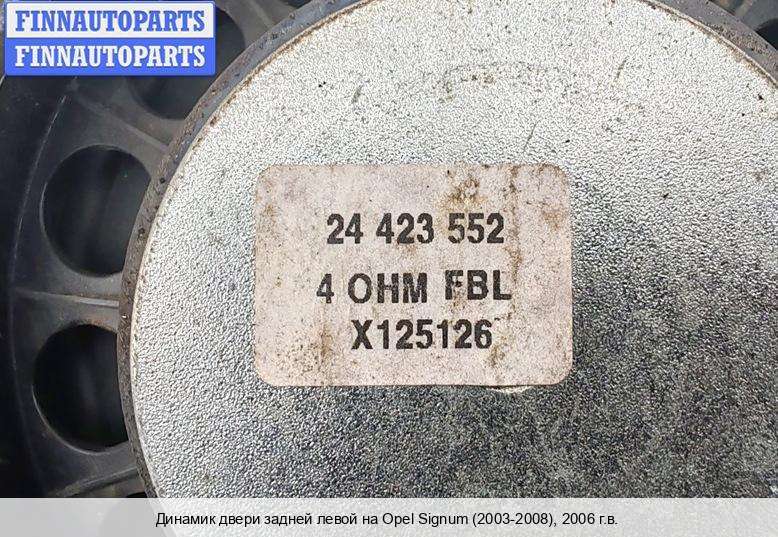 FINNAUTOPARTS
FINNAUTOPARTS
24 423 552
4 OHM FBL
X125126
Динамик двери задней левой на Opel Signum (2003-2008), 2006 г.в.